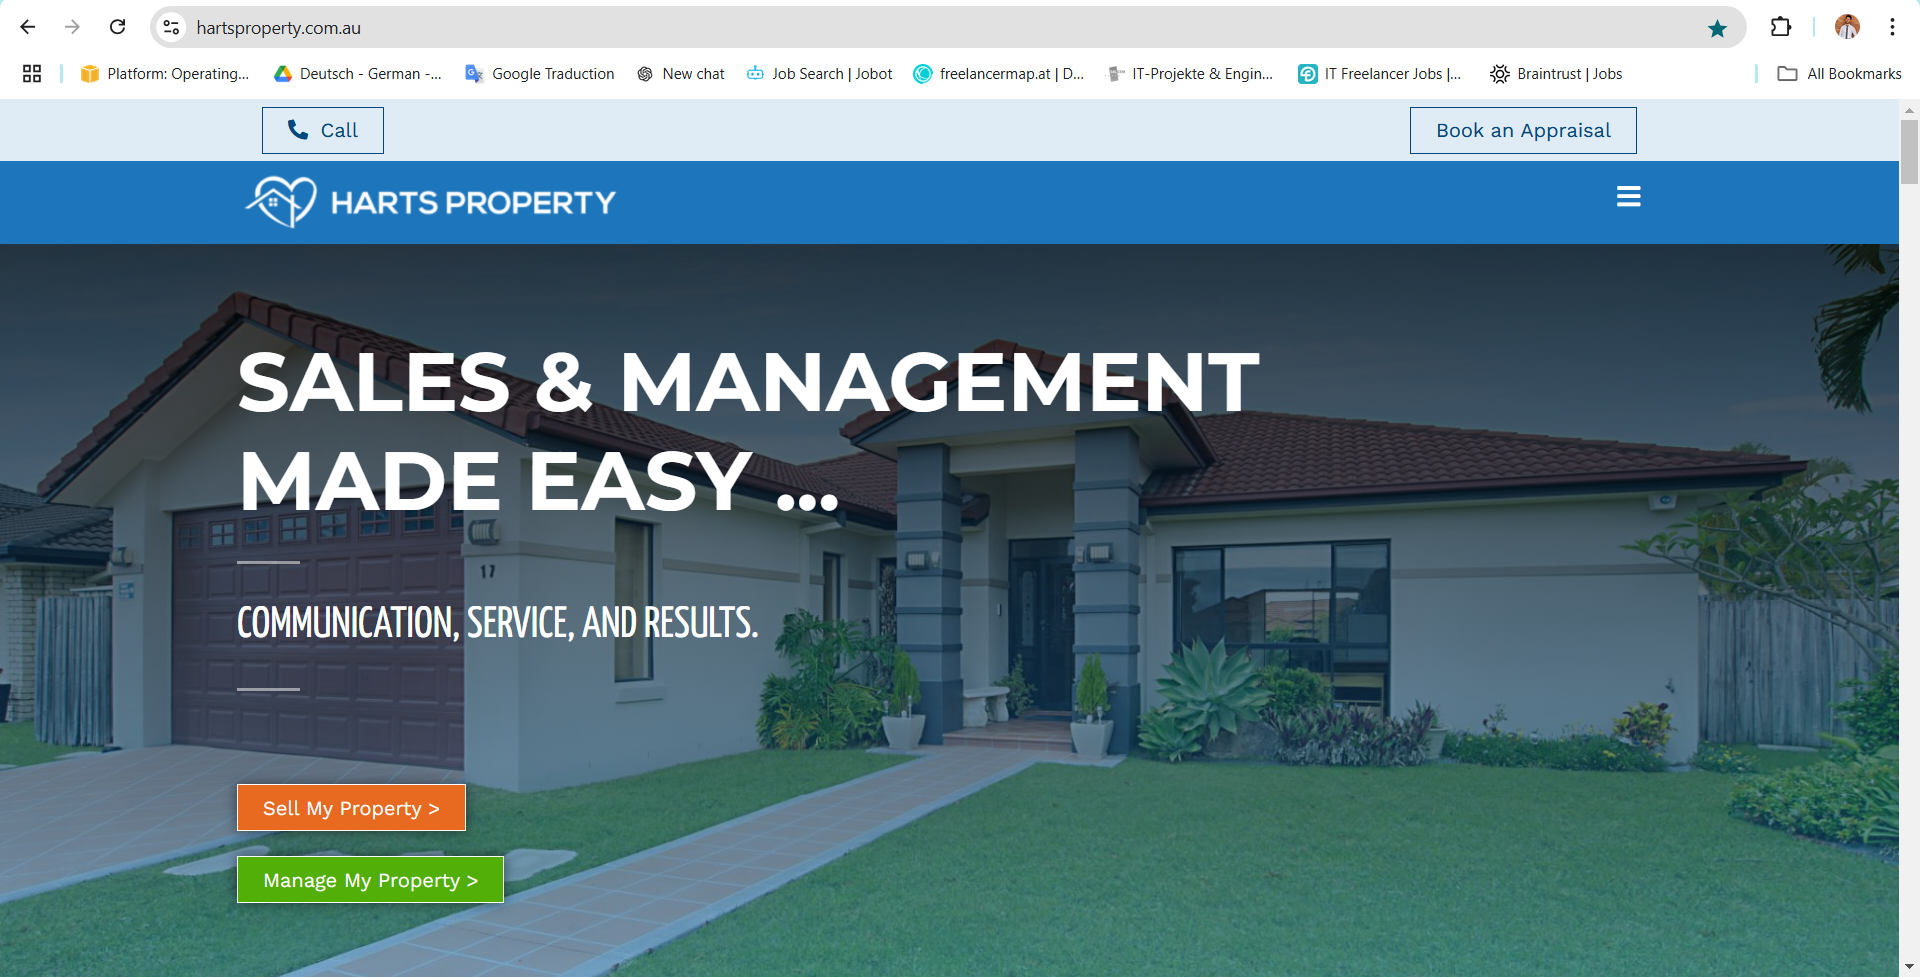 hartsproperty.com.au
Platform: Operating...
Deutsch - German -...
Google Traduction
New chat
Job Search | Jobot
freelancermap.at | D...
IT-Projekte & Engin...
IT Freelancer Jobs |...
Braintrust | Jobs
All Bookmarks
Call
Book an Appraisal
HARTS PROPERTY
SALES & MANAGEMENT
MADE EASY ...
17
COMMUNICATION, SERVICE, AND RESULTS.
Sell My Property >
Manage My Property >